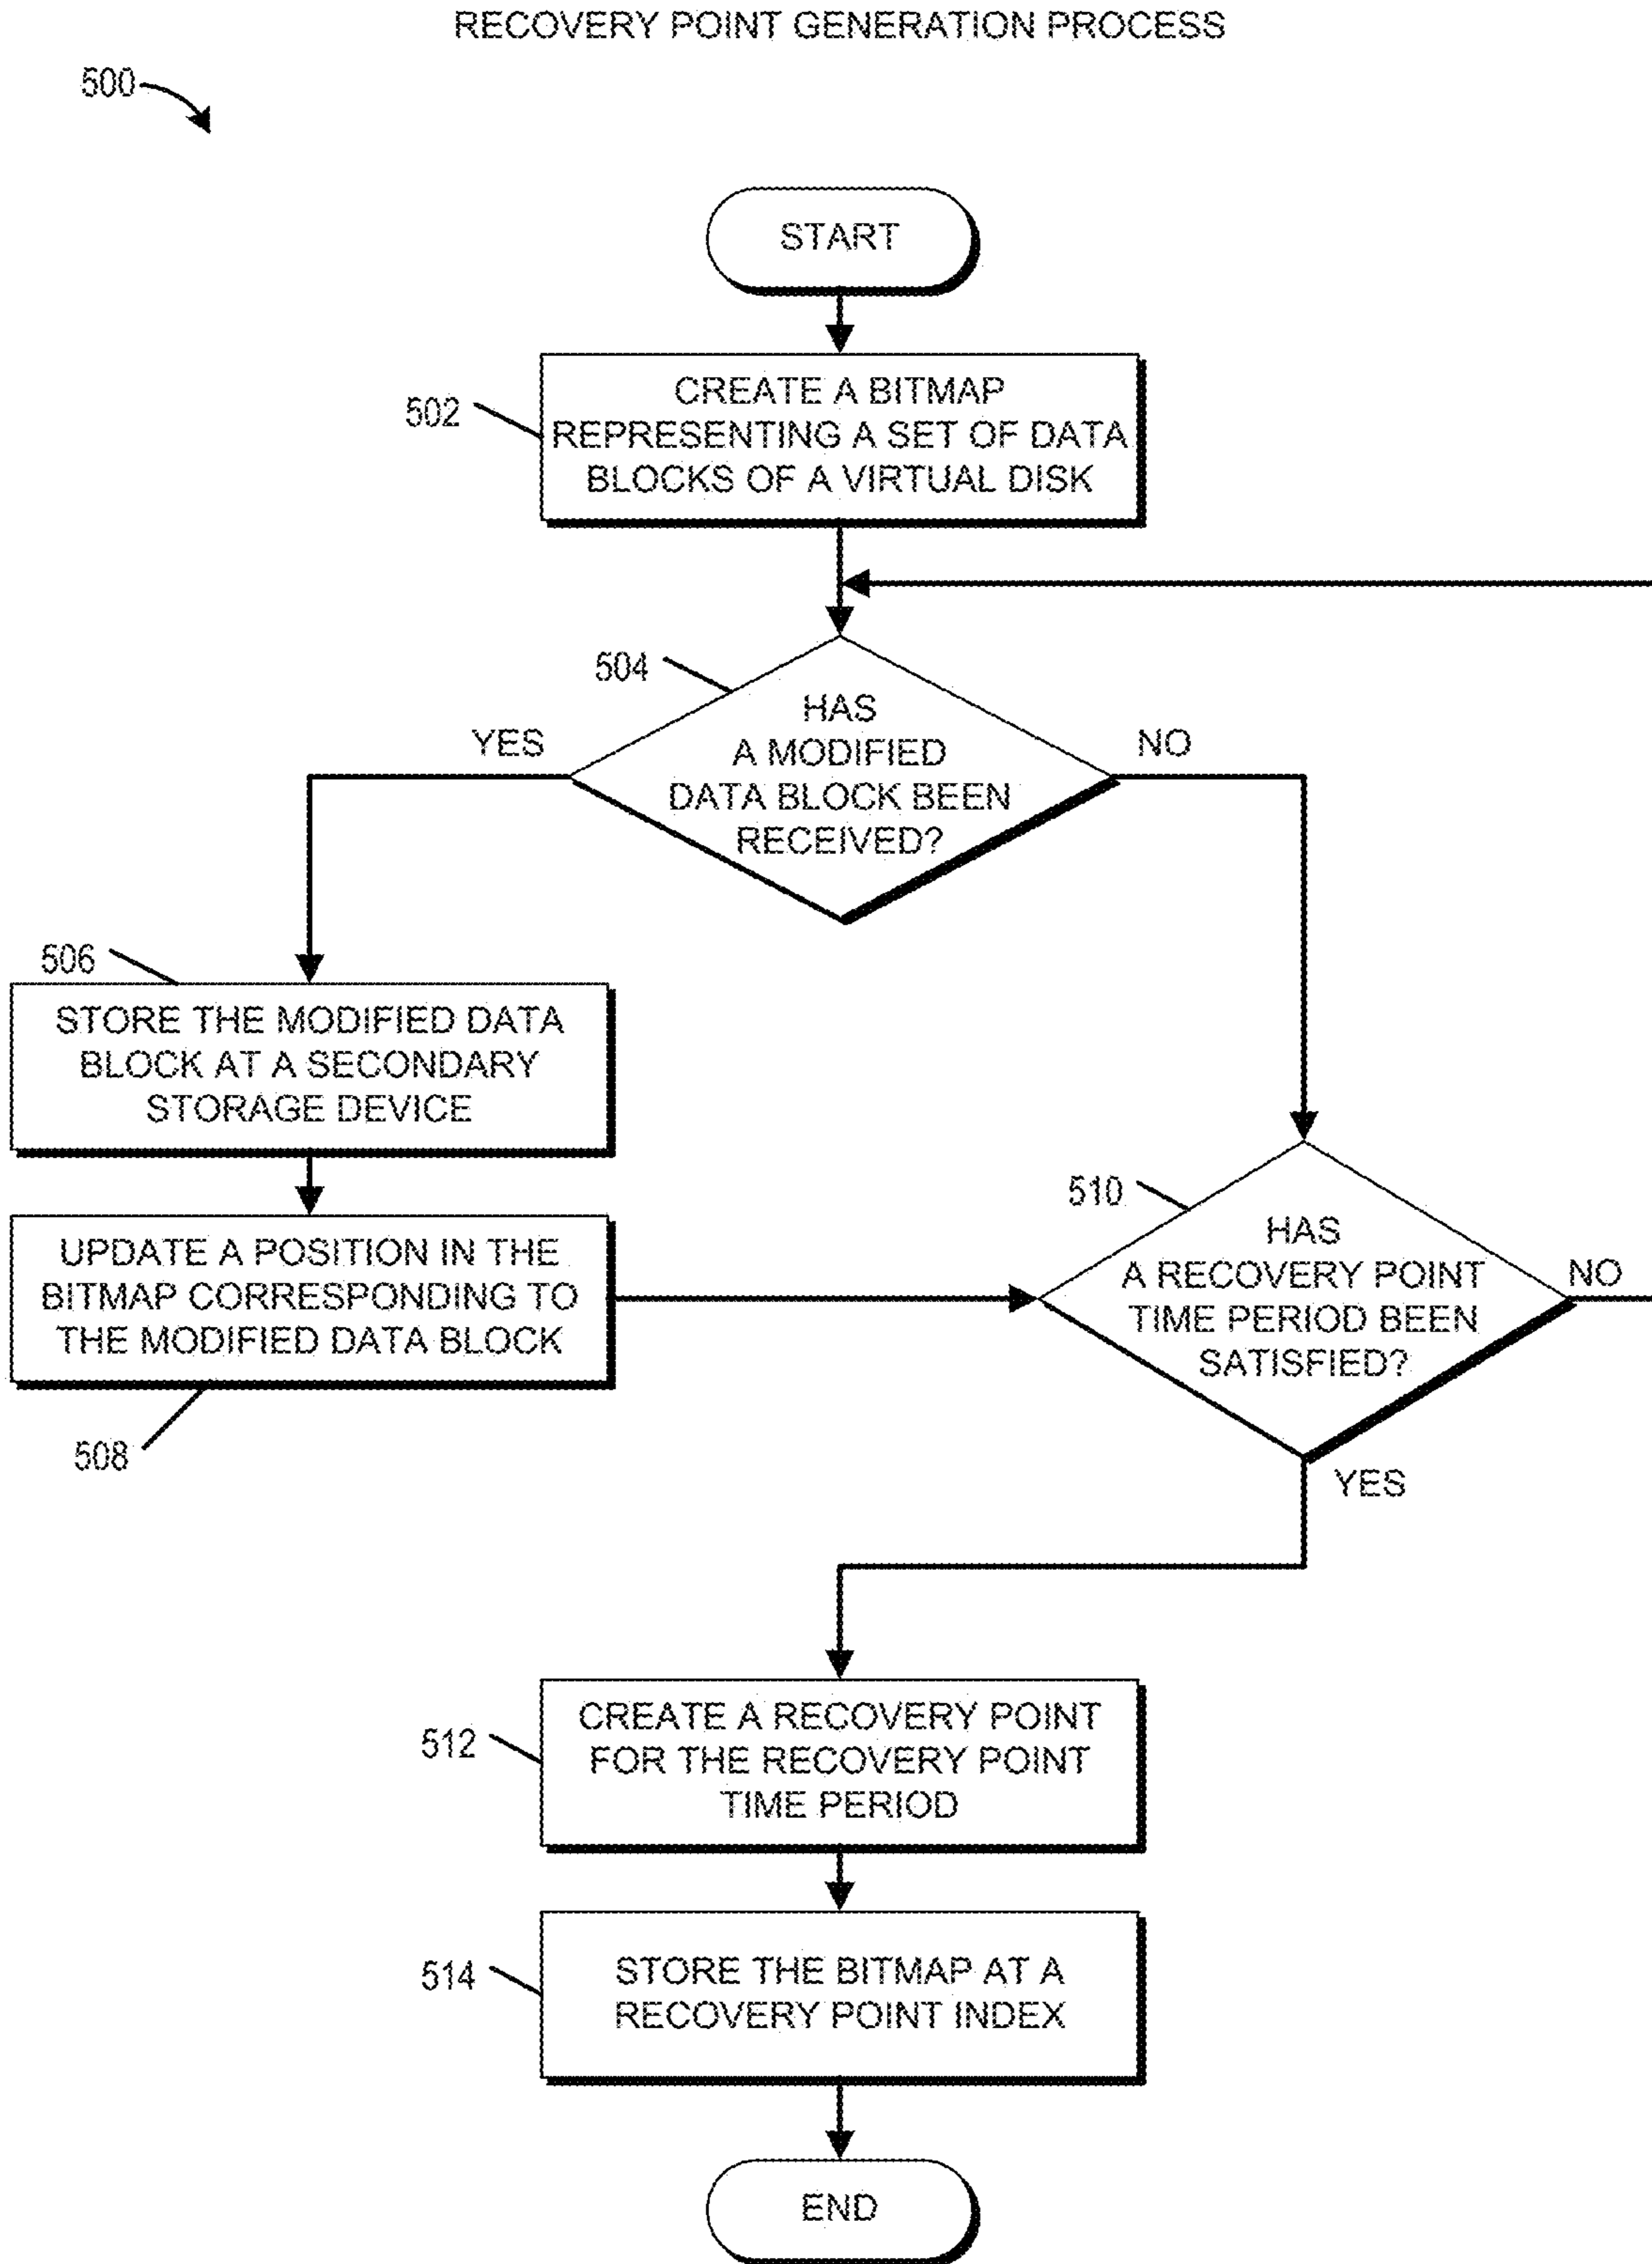 RECOVERY POINT GENERATION PROCESS
500
START
502
CREATE A BITMAP
REPRESENTING A SET OF DATA
BLOCKS OF A VIRTUAL DISK
504
HAS
A MODIFIED
DATA BLOCK BEEN
RECEIVED?
YES
NO
506
STORE THE MODIFIED DATA
BLOCK AT A SECONDARY
STORAGE DEVICE
UPDATE A POSITION IN THE
BITMAP CORRESPONDING TO
THE MODIFIED DATA BLOCK
508
510
HAS
A RECOVERY POINT
TIME PERIOD BEEN
SATISFIED?
NO
YES
512
CREATE A RECOVERY POINT
FOR THE RECOVERY POINT
TIME PERIOD
514
STORE THE BITMAP AT A
RECOVERY POINT INDEX
END